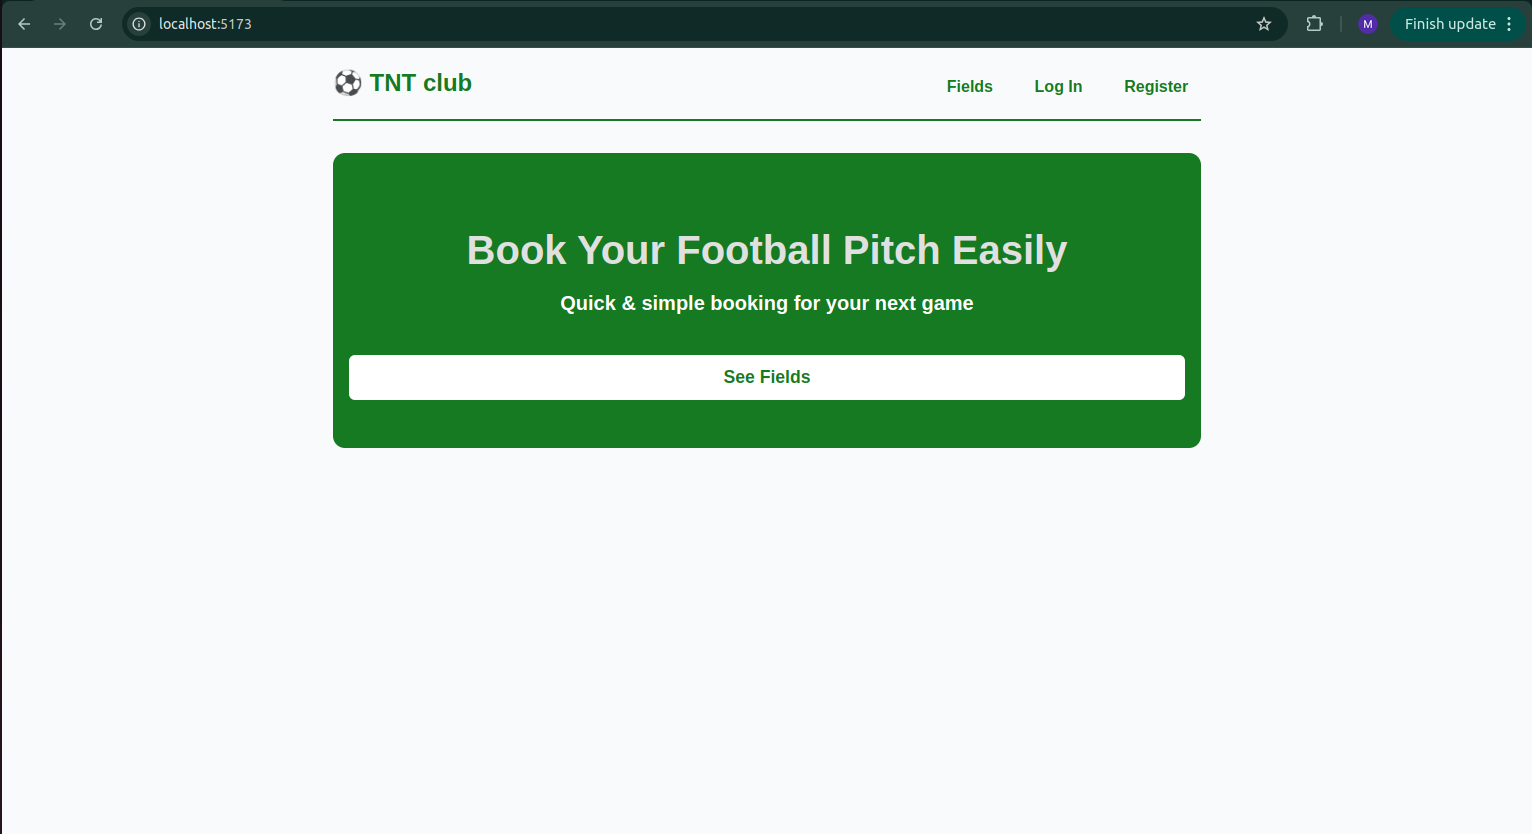 localhost:5173
M
Finish update
TNT club
Fields
Log In
Register
Book Your Football Pitch Easily
Quick & simple booking for your next game
See Fields